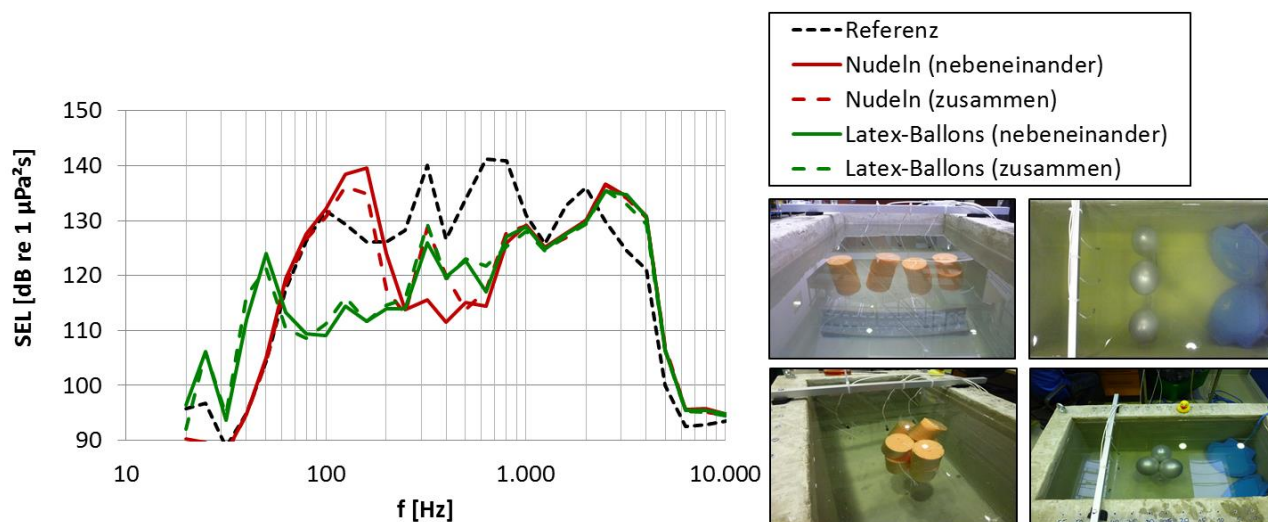 Referenz
Nudeln (nebeneinander)
Nudeln (zusammen)
Latex-Ballons (nebeneinander)
Latex-Ballons (zusammen)
150
140
130
120
110
100
90
SEL [dB re 1 µPa²s]
10 100 1.000 10.000
f [Hz]